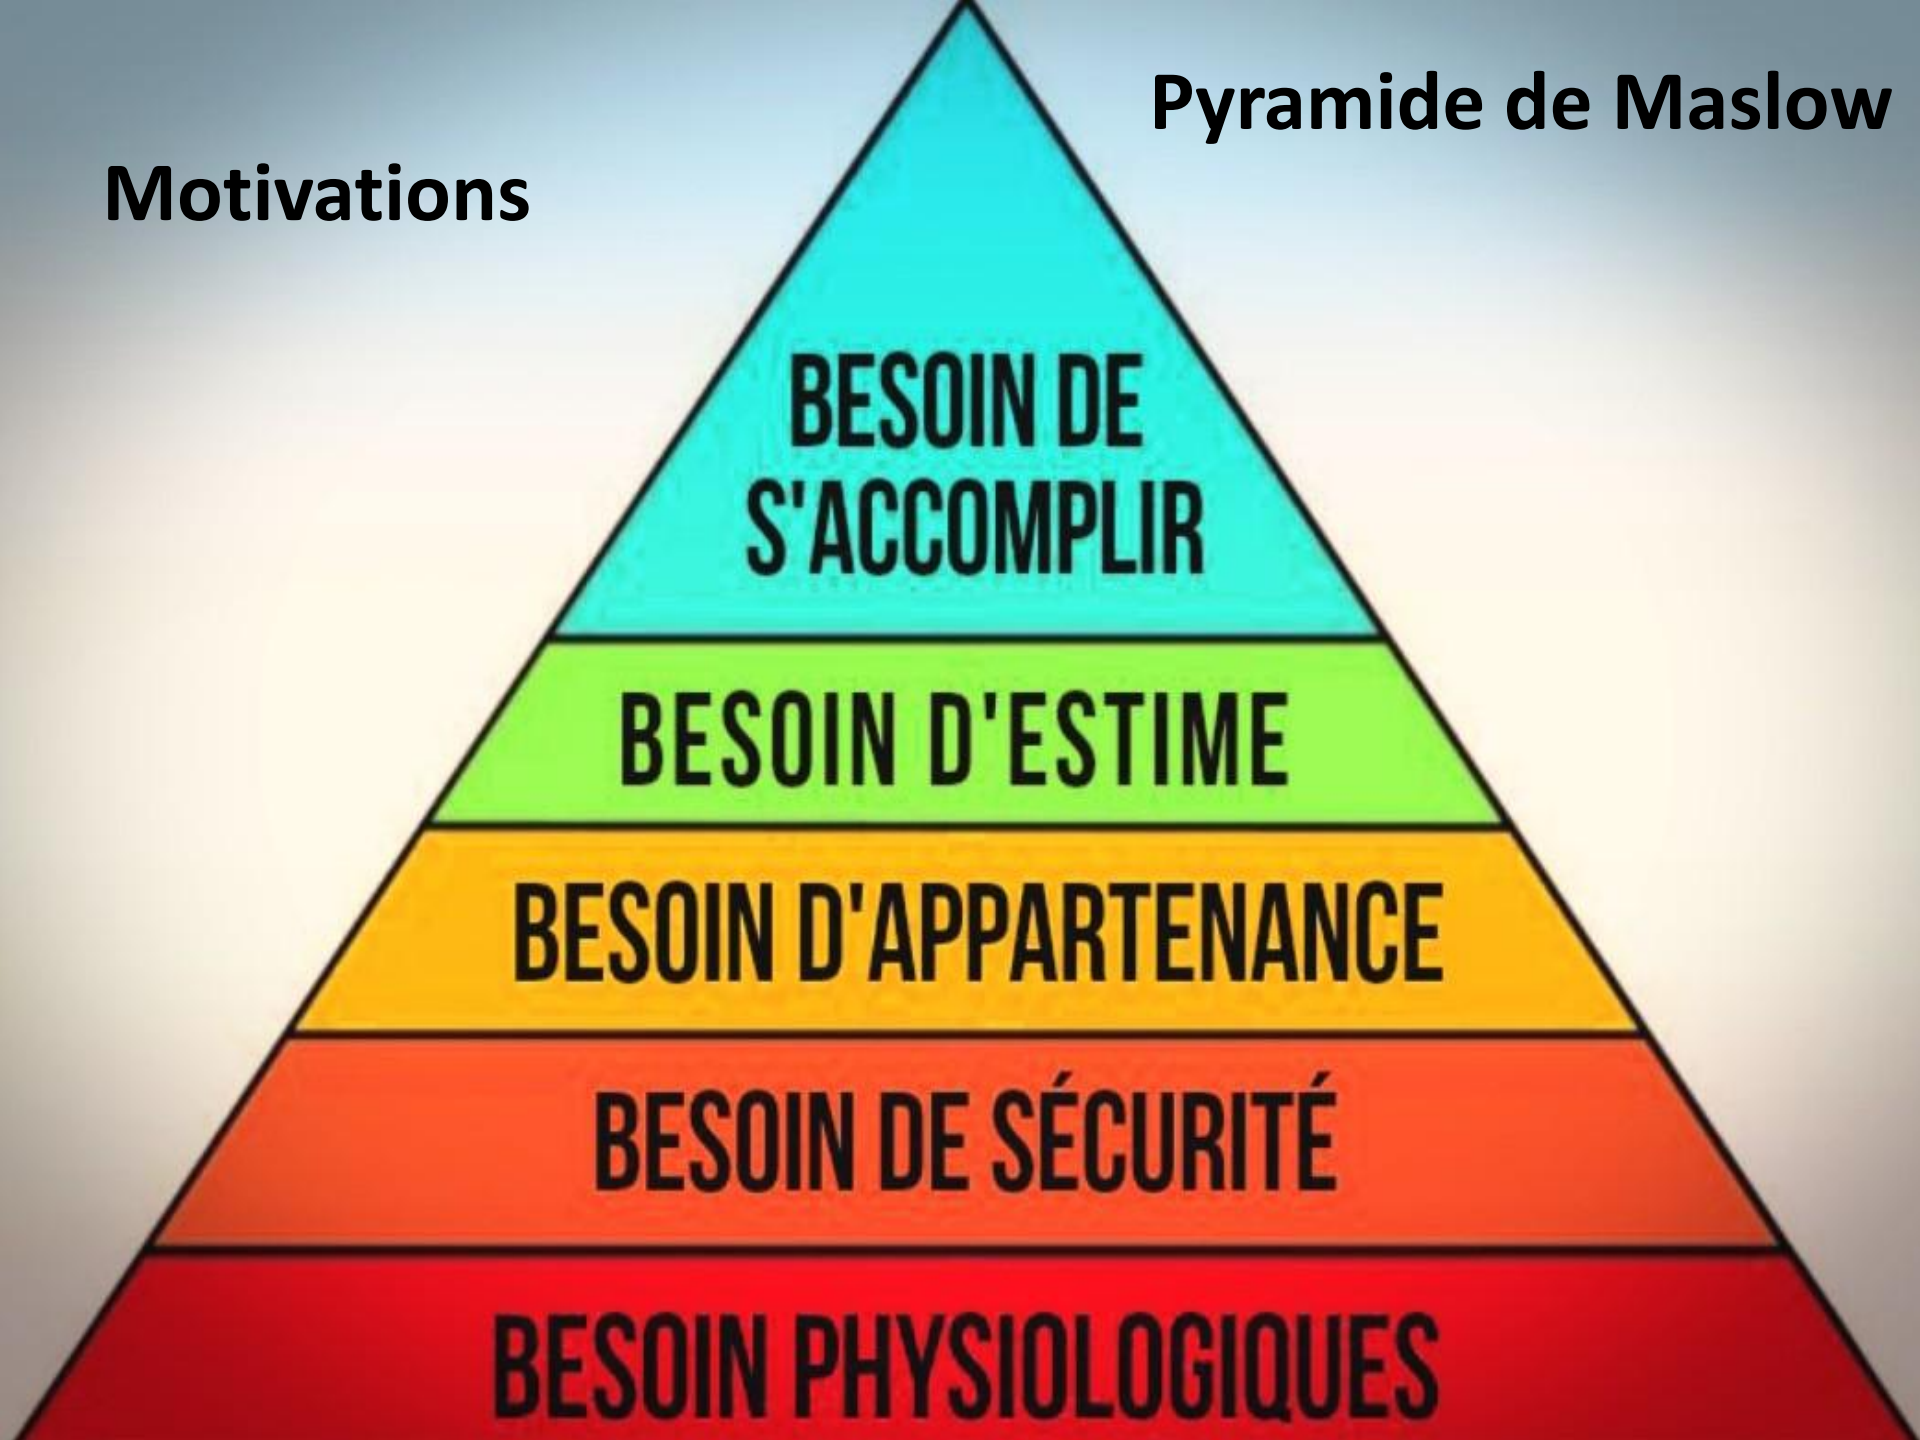 Pyramide de Maslow
Motivations
BESOIN DE
S'ACCOMPLIR
BESOIN D'ESTIME
BESOIN D'APPARTENANCE
BESOIN DE SÉCURITÉ
BESOIN PHYSIOLOGIQUES